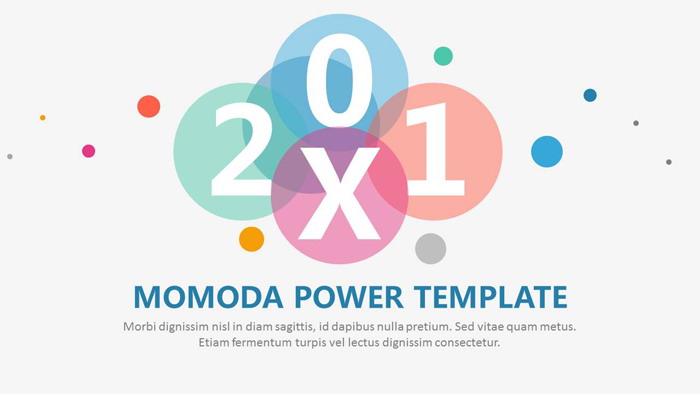 2 0 X 1
MOMODA POWER TEMPLATE
Morbi dignissim nisl in diam sagittis, id dapibus nulla pretium. Sed vitae quam metus.
Etiam fermentum turpis vel lectus dignissim consectetur.